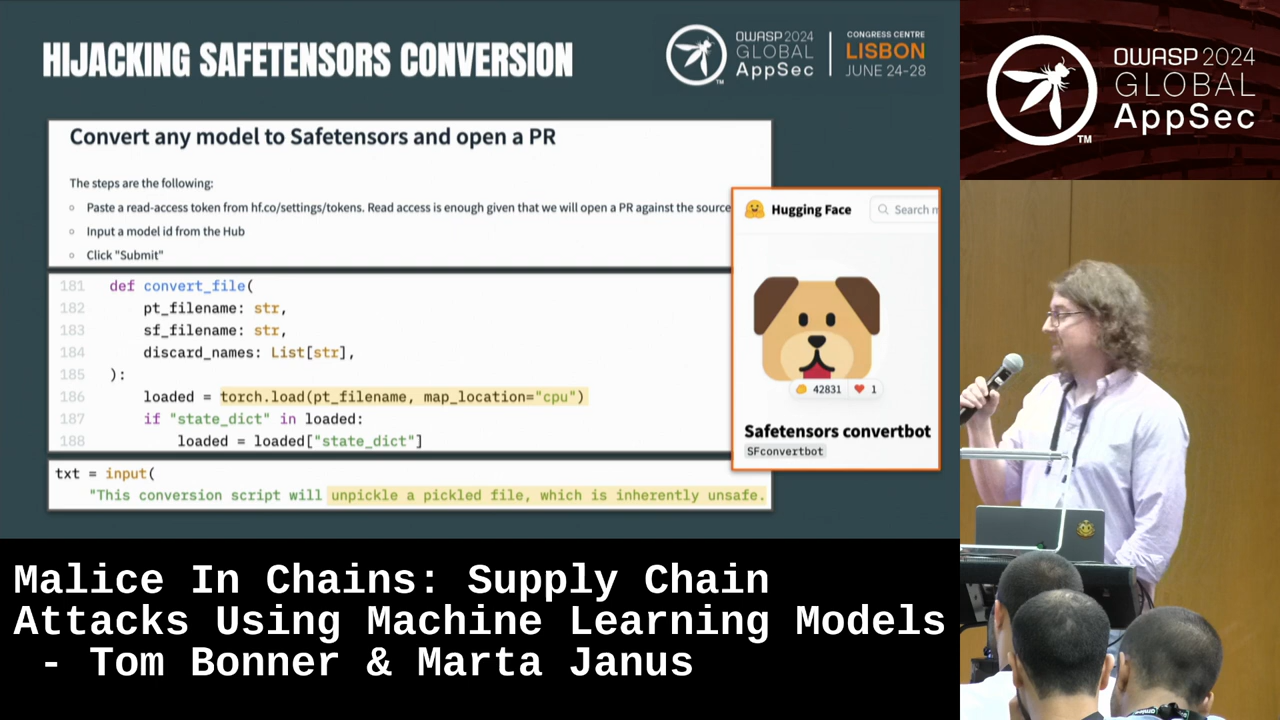 HIJACKING SAFETENSORS CONVERSION
OWASP 2024
GLOBAL
AppSec
TM
CONGRESS CENTRE
LISBON
JUNE 24-28
Convert any model to Safetensors and open a PR
The steps are the following:
Paste a read-access token from hf.co/settings/tokens. Read access is enough given that we will open a PR against the source
Input a model id from the Hub
Click "Submit"
181 def convert_file(
182 pt_filename: str,
183 sf_filename: str,
184 discard_names: List[str],
185 ):
186 loaded = torch.load(pt_filename, map_location="cpu")
187 if "state_dict" in loaded:
188 loaded = loaded["state_dict"]
txt = input(
"This conversion script will unpickle a pickled file, which is inherently unsafe.
Hugging Face
Search m
42831 1
Safetensors convertbot
SFconvertbot
OWASP 2024
GLOBAL
AppSec
TM
Malice In Chains: Supply Chain
Attacks Using Machine Learning Models
- Tom Bonner & Marta Janus